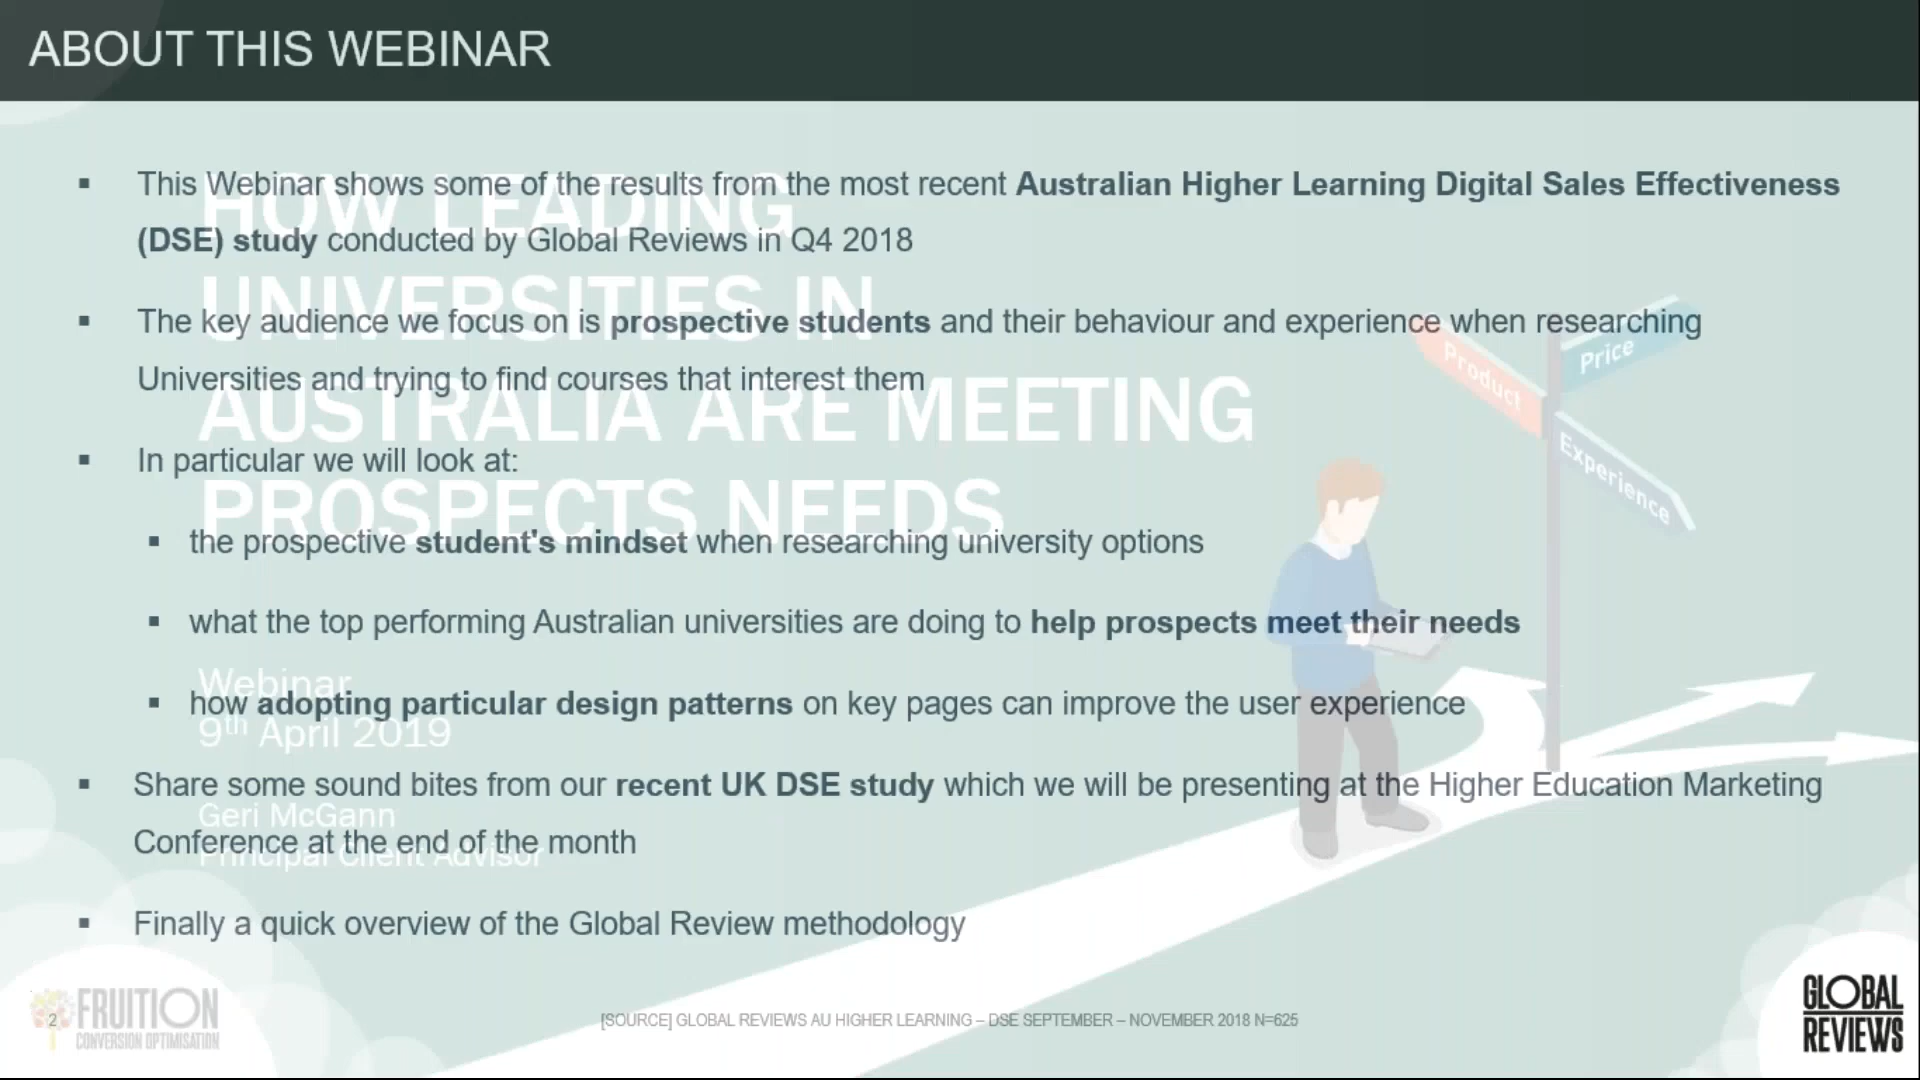 ABOUT THIS WEBINAR
▪ This Webinar shows some of the results from the most recent Australian Higher Learning Digital Sales Effectiveness
(DSE) study conducted by Global Reviews in Q4 2018
▪ The key audience we focus on is prospective students and their behaviour and experience when researching
Universities and trying to find courses that interest them
▪ In particular we will look at:
▪ the prospective student's mindset when researching university options
▪ what the top performing Australian universities are doing to help prospects meet their needs
▪ how adopting particular design patterns on key pages can improve the user experience
▪ Share some sound bites from our recent UK DSE study which we will be presenting at the Higher Education Marketing
Conference at the end of the month
▪ Finally a quick overview of the Global Review methodology
HOW LEADING
UNIVERSITIES IN
AUSTRALIA ARE MEETING
PROSPECTS NEEDS
Webinar
9th April 2019
Geri McGann
Principal Client Advisor
Product
Price
Experience
2
FRUITION
CONVERSION OPTIMISATION
[SOURCE] GLOBAL REVIEWS AU HIGHER LEARNING – DSE SEPTEMBER – NOVEMBER 2018 N=625
GLOBAL
REVIEWS